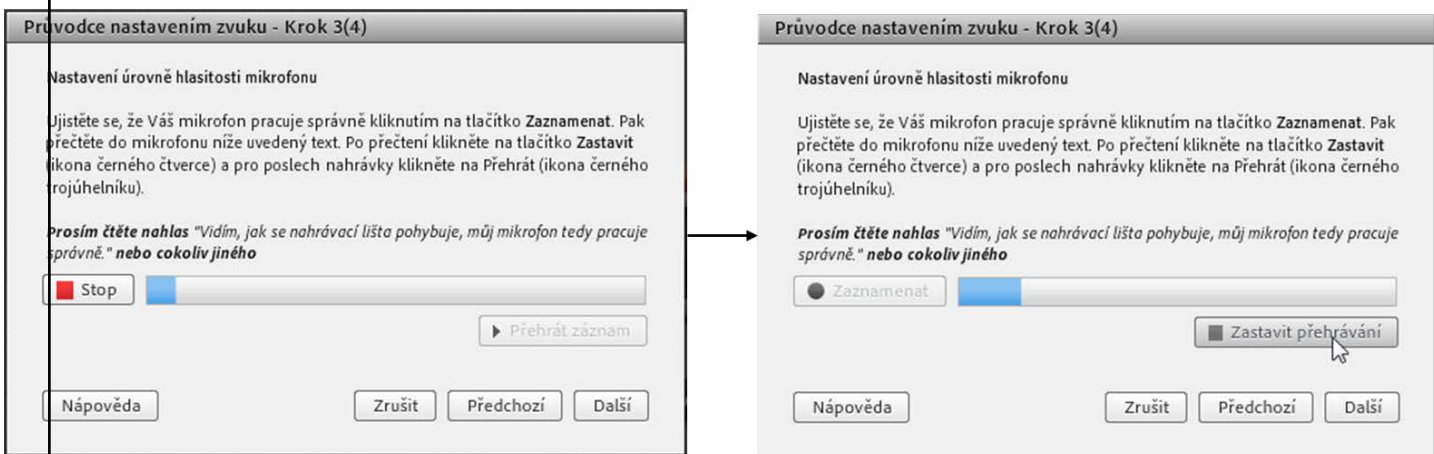 Průvodce nastavením zvuku - Krok 3(4)
Nastavení úrovně hlasitosti mikrofonu
Ujistěte se, že Váš mikrofon pracuje správně kliknutím na tlačítko Zaznamenat. Pak
přečtěte do mikrofonu níže uvedený text. Po přečtení klikněte na tlačítko Zastavit
(ikona černého čtverce) a pro poslech nahrávky klikněte na Přehrát (ikona černého
trojúhelníku).
Prosím čtěte nahlas "Vidím, jak se nahrávací lišta pohybuje, můj mikrofon tedy pracuje
správně." nebo cokoliv jiného
Stop
Přehrát záznam
Nápověda
Zrušit
Předchozí
Další
Průvodce nastavením zvuku - Krok 3(4)
Nastavení úrovně hlasitosti mikrofonu
Ujistěte se, že Váš mikrofon pracuje správně kliknutím na tlačítko Zaznamenat. Pak
přečtěte do mikrofonu níže uvedený text. Po přečtení klikněte na tlačítko Zastavit
(ikona černého čtverce) a pro poslech nahrávky klikněte na Přehrát (ikona černého
trojúhelníku).
Prosím čtěte nahlas "Vidím, jak se nahrávací lišta pohybuje, můj mikrofon tedy pracuje
správně." nebo cokoliv jiného
Zaznamenat
Zastavit přehrávání
Nápověda
Zrušit
Předchozí
Další